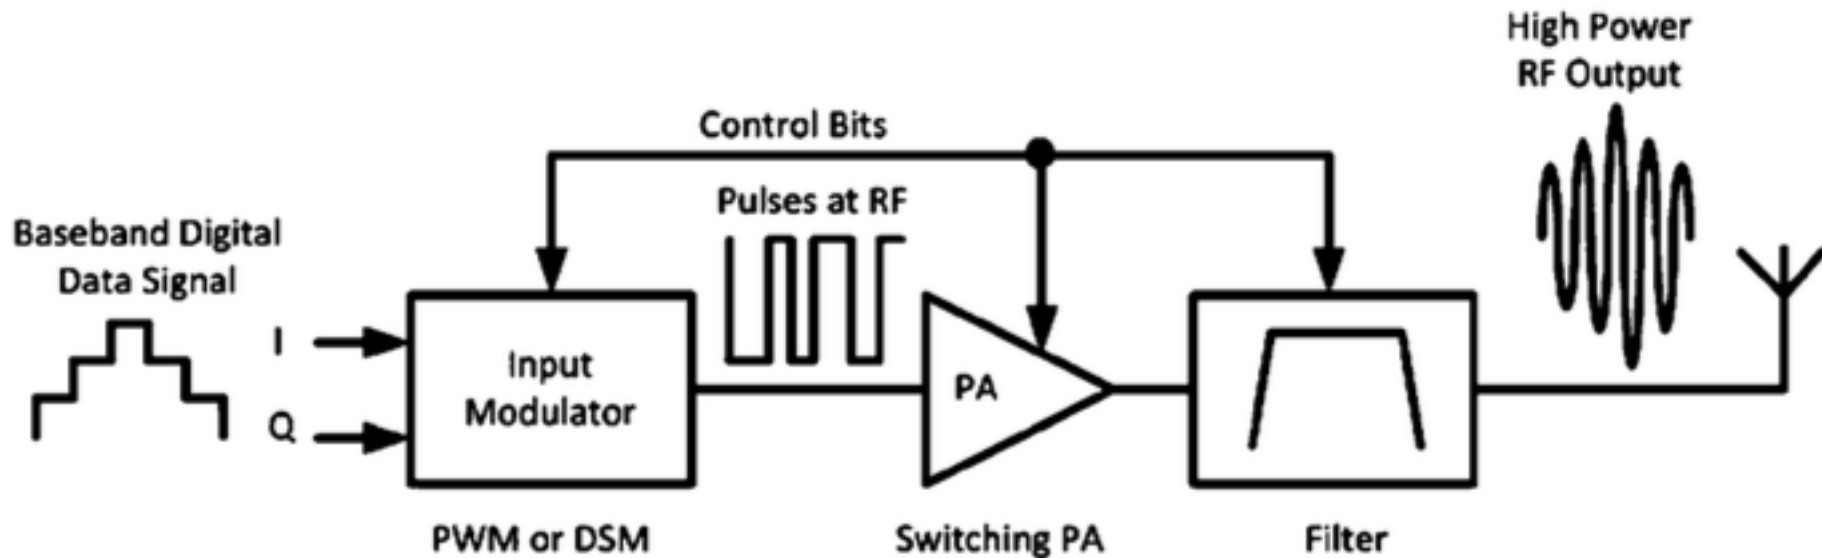 High Power
RF Output
Control Bits
Pulses at RF
Baseband Digital
Data Signal
I
Q
Input
Modulator
PA
PWM or DSM
Switching PA
Filter